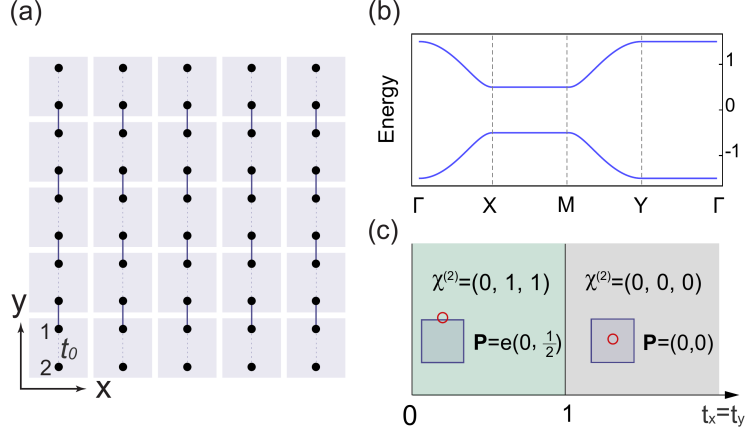 (a)
y
1
t₀
2
x
(b)
Energy
1
0
-1
Γ X M Y Γ
(c)
χ⁽²⁾=(0, 1, 1)
P=e(0, ½)
χ⁽²⁾=(0, 0, 0)
P=(0,0)
0 1 tₓ=tᵧ